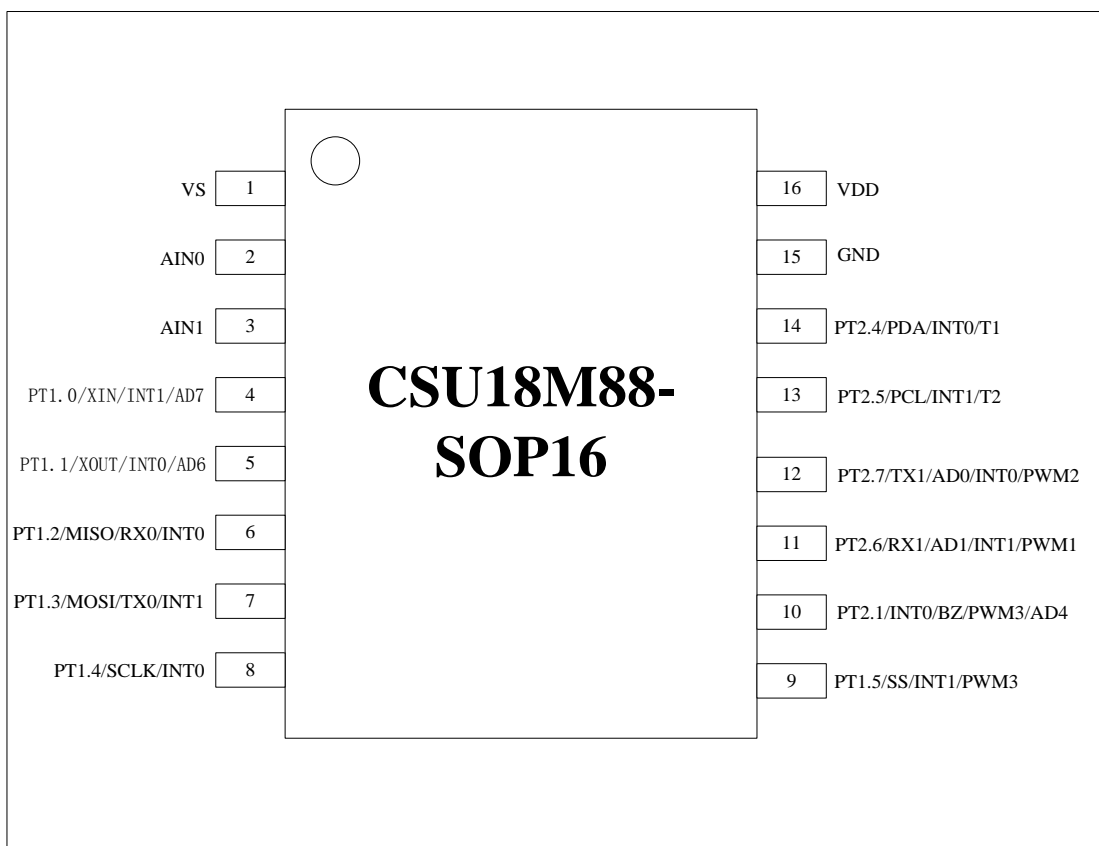 VS 1
AIN0 2
AIN1 3
PT1.0/XIN/INT1/AD7 4
PT1.1/XOUT/INT0/AD6 5
PT1.2/MISO/RX0/INT0 6
PT1.3/MOSI/TX0/INT1 7
PT1.4/SCLK/INT0 8
CSU18M88-
SOP16
16 VDD
15 GND
14 PT2.4/PDA/INT0/T1
13 PT2.5/PCL/INT1/T2
12 PT2.7/TX1/AD0/INT0/PWM2
11 PT2.6/RX1/AD1/INT1/PWM1
10 PT2.1/INT0/BZ/PWM3/AD4
9 PT1.5/SS/INT1/PWM3